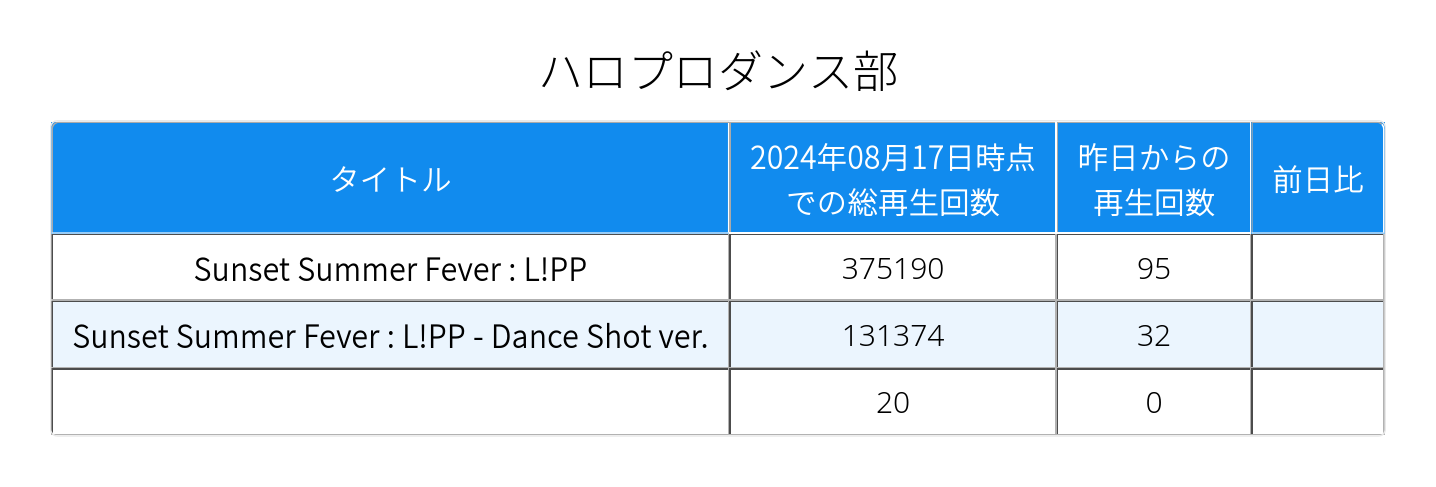 ハロプロダンス部
タイトル
2024年08月17日時点
での総再生回数
昨日からの
再生回数
前日比
Sunset Summer Fever : L!PP
375190
95
Sunset Summer Fever : L!PP - Dance Shot ver.
131374
32
20
0